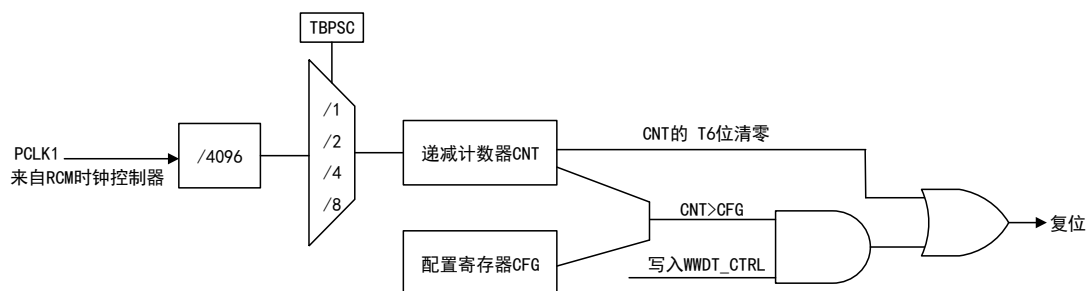 TBPSC
/1
/2
/4
/8
PCLK1
来自RCM时钟控制器
/4096
递减计数器CNT
CNT的 T6位清零
CNT>CFG
配置寄存器CFG
写入WWDT_CTRL
复位